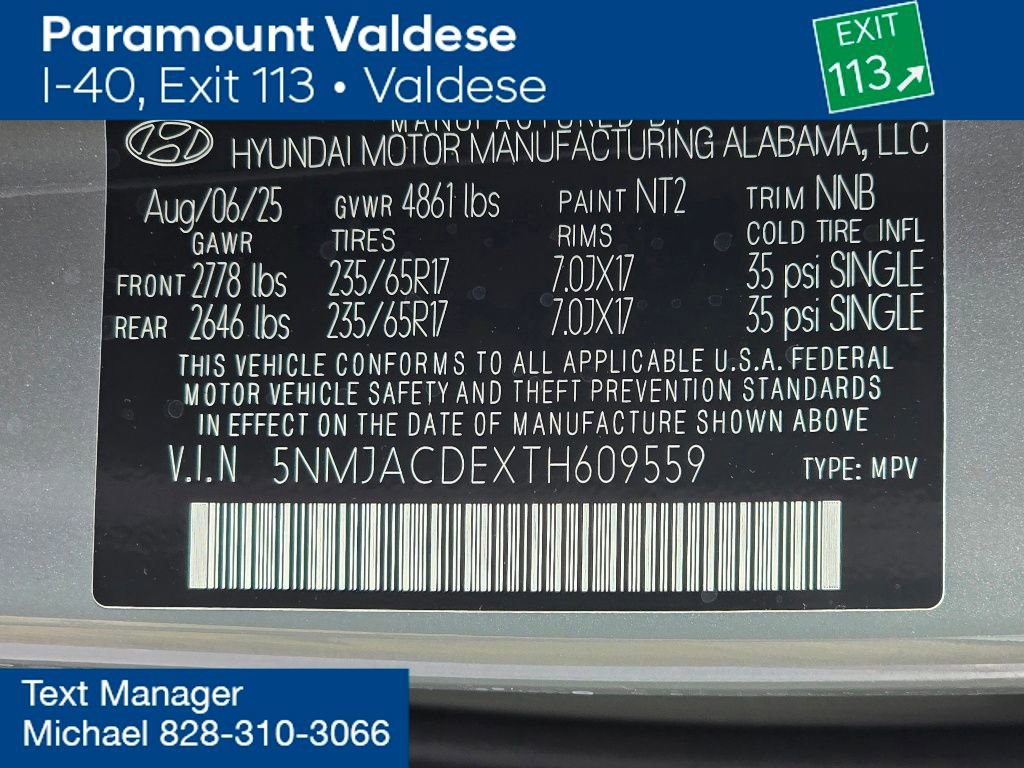 Paramount Valdese
I-40, Exit 113 • Valdese
EXIT
113
MANUFACTURED BY
HYUNDAI MOTOR MANUFACTURING ALABAMA, LLC
Aug/06/25 GVWR 4861 lbs PAINT NT2 TRIM NNB
GAWR TIRES RIMS COLD TIRE INFL
FRONT 2778 lbs 235/65R17 7.0JX17 35 psi SINGLE
REAR 2646 lbs 235/65R17 7.0JX17 35 psi SINGLE
THIS VEHICLE CONFORMS TO ALL APPLICABLE U.S.A. FEDERAL
MOTOR VEHICLE SAFETY AND THEFT PREVENTION STANDARDS
IN EFFECT ON THE DATE OF MANUFACTURE SHOWN ABOVE
V.I.N 5NMJACDEXTH609559 TYPE: MPV
Text Manager
Michael 828-310-3066